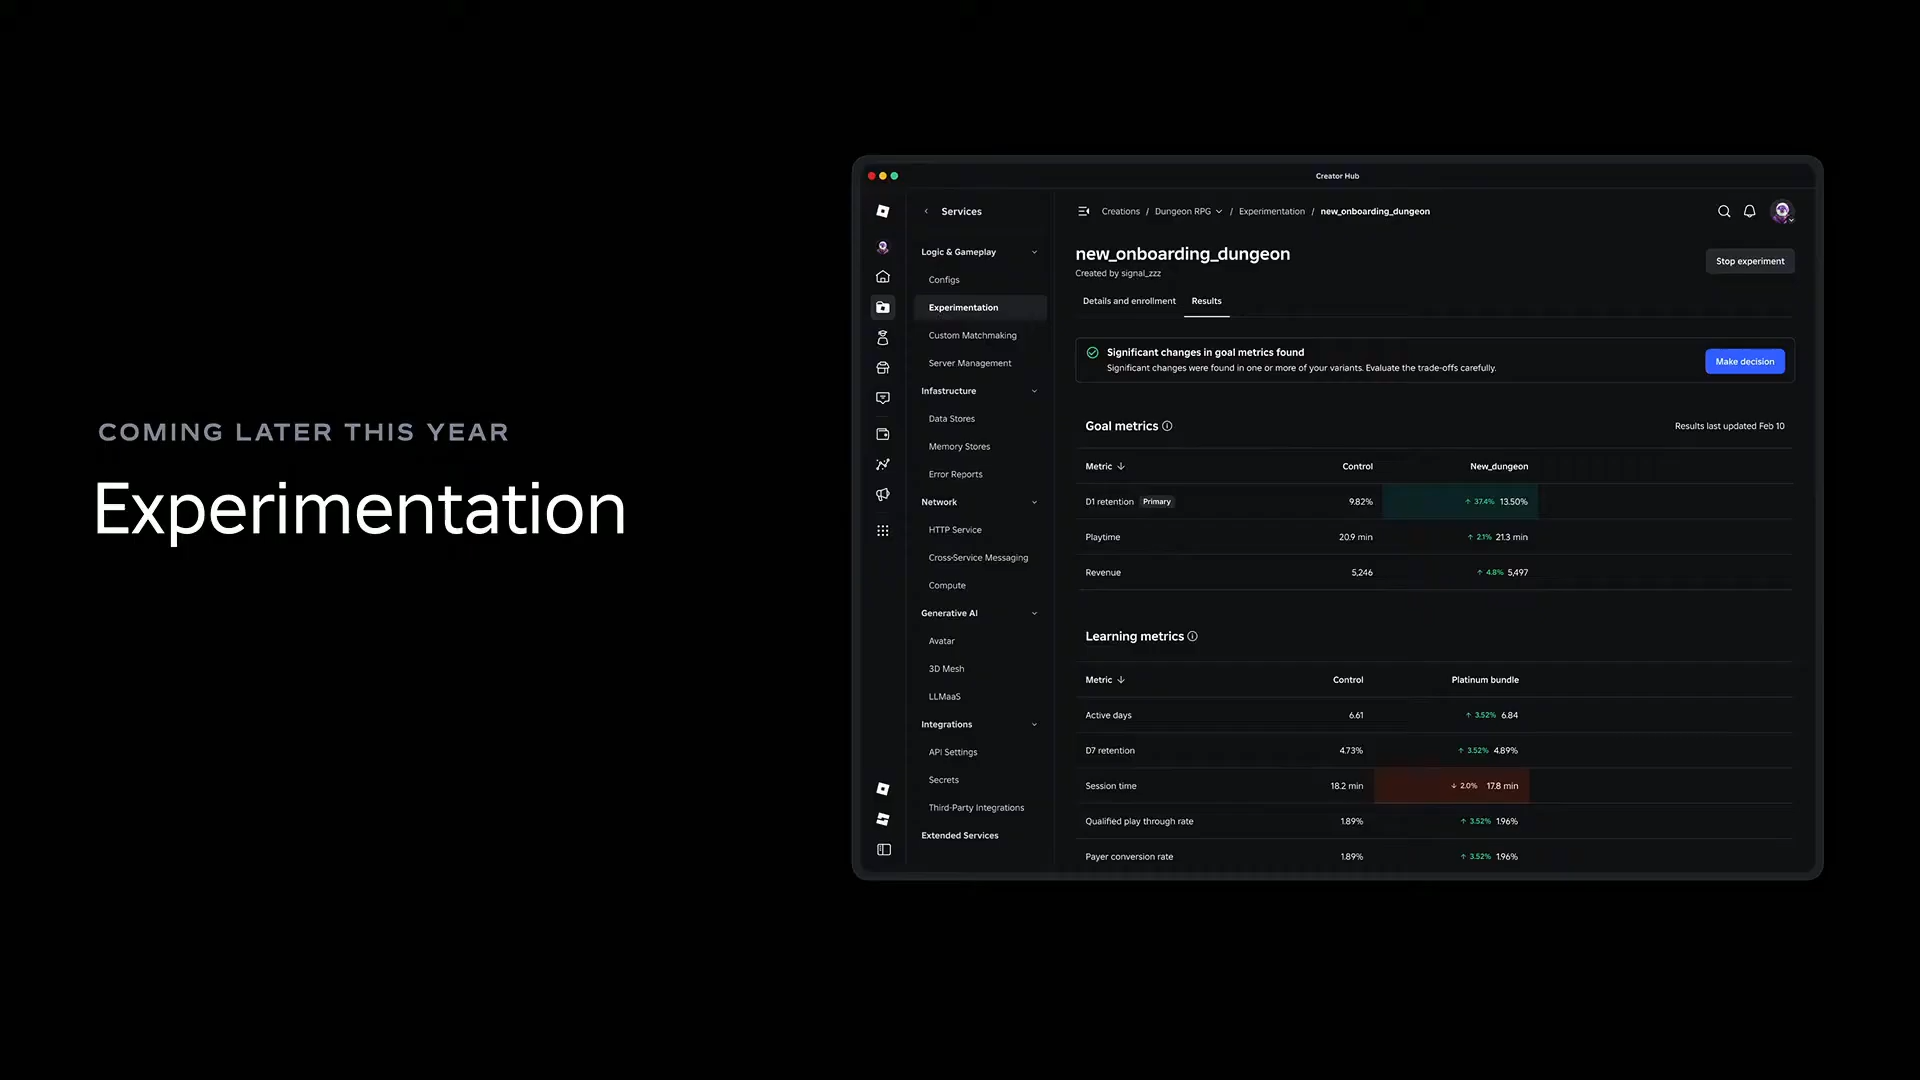 COMING LATER THIS YEAR
Experimentation
Creator Hub
Services
Logic & Gameplay
Configs
Experimentation
Custom Matchmaking
Server Management
Infastructure
Data Stores
Memory Stores
Error Reports
Network
HTTP Service
Cross-Service Messaging
Compute
Generative AI
Avatar
3D Mesh
LLMaaS
Integrations
API Settings
Secrets
Third-Party Integrations
Extended Services
Creations / Dungeon RPG / Experimentation / new_onboarding_dungeon
new_onboarding_dungeon
Created by signal_zzz
Stop experiment
Details and enrollment Results
Significant changes in goal metrics found
Significant changes were found in one or more of your variants. Evaluate the trade-offs carefully.
Make decision
Goal metrics
Results last updated Feb 10
Metric ↓ Control New_dungeon
D1 retention Primary 9.82% ↑ 37.4% 13.50%
Playtime 20.9 min ↑ 2.1% 21.3 min
Revenue 5,246 ↑ 4.8% 5,497
Learning metrics
Metric ↓ Control Platinum bundle
Active days 6.61 ↑ 3.52% 6.84
D7 retention 4.73% ↑ 3.52% 4.89%
Session time 18.2 min ↓ 2.0% 17.8 min
Qualified play through rate 1.89% ↑ 3.52% 1.96%
Payer conversion rate 1.89% ↑ 3.52% 1.96%